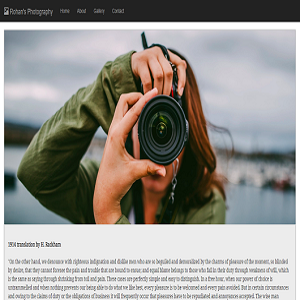 Rohan's Photography Home About Gallery Contact
1914 translation by H. Rackham
"On the other hand, we denounce with righteous indignation and dislike men who are so beguiled and demoralized by the charms of pleasure of the moment, so blinded
by desire, that they cannot foresee the pain and trouble that are bound to ensue; and equal blame belongs to those who fail in their duty through weakness of will, which
is the same as saying through shrinking from toil and pain. These cases are perfectly simple and easy to distinguish. In a free hour, when our power of choice is
untrammelled and when nothing prevents our being able to do what we like best, every pleasure is to be welcomed and every pain avoided. But in certain circumstances
and owing to the claims of duty or the obligations of business it will frequently occur that pleasures have to be repudiated and annoyances accepted. The wise man